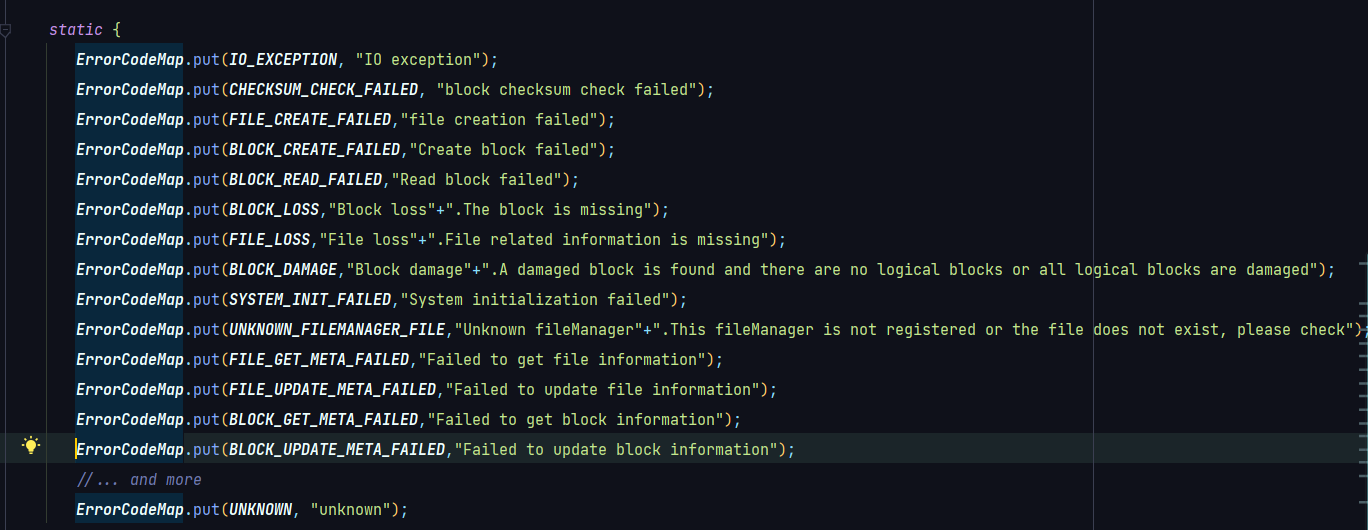 static {
ErrorCodeMap.put(IO_EXCEPTION, "IO exception");
ErrorCodeMap.put(CHECKSUM_CHECK_FAILED, "block checksum check failed");
ErrorCodeMap.put(FILE_CREATE_FAILED,"file creation failed");
ErrorCodeMap.put(BLOCK_CREATE_FAILED,"Create block failed");
ErrorCodeMap.put(BLOCK_READ_FAILED,"Read block failed");
ErrorCodeMap.put(BLOCK_LOSS,"Block loss"+".The block is missing");
ErrorCodeMap.put(FILE_LOSS,"File loss"+".File related information is missing");
ErrorCodeMap.put(BLOCK_DAMAGE,"Block damage"+".A damaged block is found and there are no logical blocks or all logical blocks are damaged");
ErrorCodeMap.put(SYSTEM_INIT_FAILED,"System initialization failed");
ErrorCodeMap.put(UNKNOWN_FILEMANAGER_FILE,"Unknown fileManager"+".This fileManager is not registered or the file does not exist, please check");
ErrorCodeMap.put(FILE_GET_META_FAILED,"Failed to get file information");
ErrorCodeMap.put(FILE_UPDATE_META_FAILED,"Failed to update file information");
ErrorCodeMap.put(BLOCK_GET_META_FAILED,"Failed to get block information");
ErrorCodeMap.put(BLOCK_UPDATE_META_FAILED,"Failed to update block information");
//... and more
ErrorCodeMap.put(UNKNOWN, "unknown");